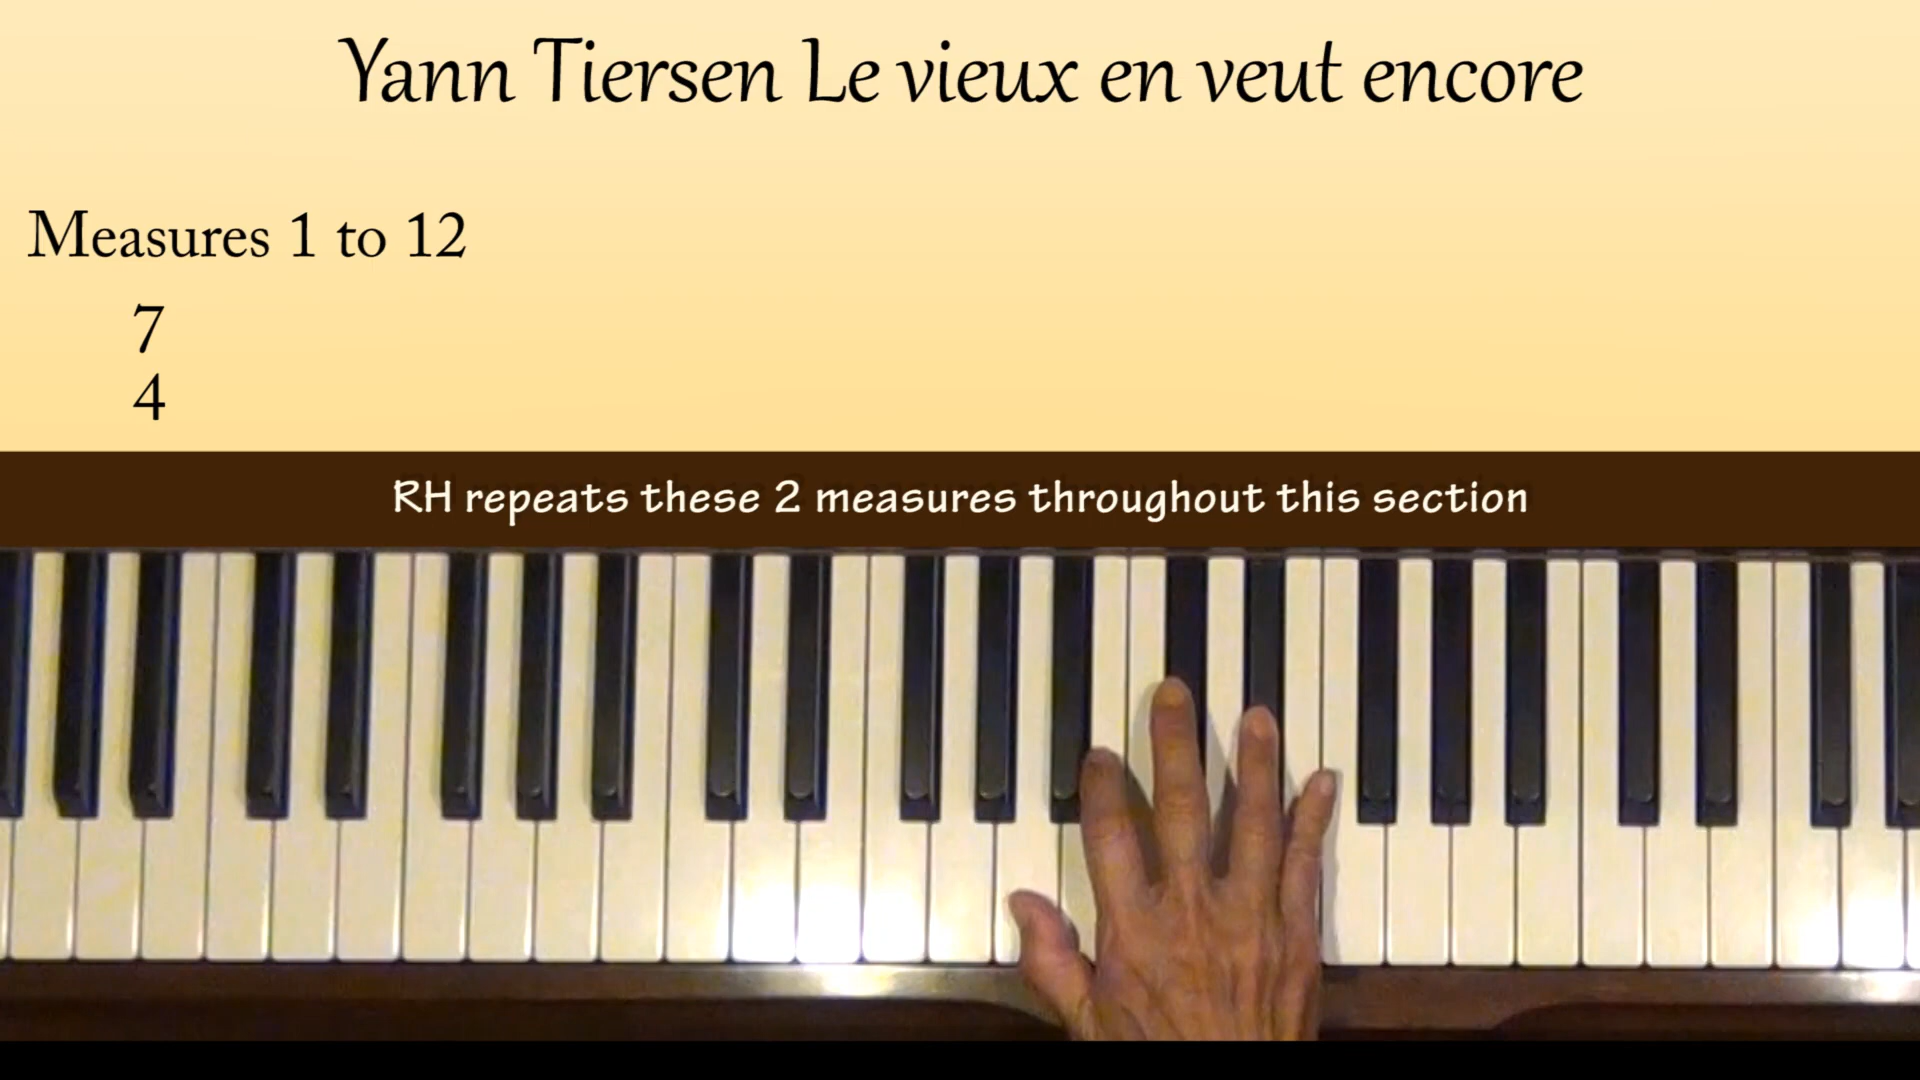 Yann Tiersen Le vieux en veut encore
Measures 1 to 12
7
4
RH repeats these 2 measures throughout this section